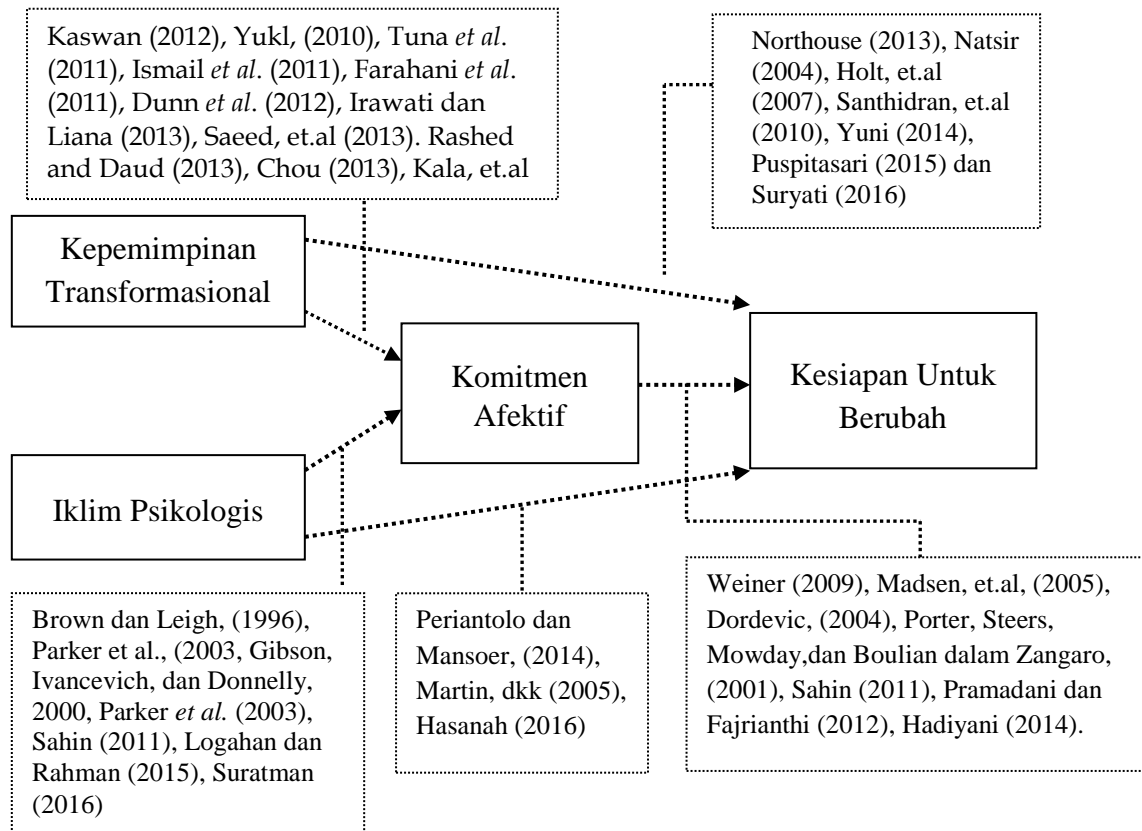 Kaswan (2012), Yukl, (2010), Tuna et al.
(2011), Ismail et al. (2011), Farahani et al.
(2011), Dunn et al. (2012), Irawati dan
Liana (2013), Saeed, et.al (2013). Rashed
and Daud (2013), Chou (2013), Kala, et.al
Northouse (2013), Natsir
(2004), Holt, et.al
(2007), Santhidran, et.al
(2010), Yuni (2014),
Puspitasari (2015) dan
Suryati (2016)
Kepemimpinan
Transformasional
Komitmen
Afektif
Kesiapan Untuk
Berubah
Iklim Psikologis
Brown dan Leigh, (1996),
Parker et al., (2003, Gibson,
Ivancevich, dan Donnelly,
2000, Parker et al. (2003),
Sahin (2011), Logahan dan
Rahman (2015), Suratman
(2016)
Periantolo dan
Mansoer, (2014),
Martin, dkk (2005),
Hasanah (2016)
Weiner (2009), Madsen, et.al, (2005),
Dordevic, (2004), Porter, Steers,
Mowday,dan Boulian dalam Zangaro,
(2001), Sahin (2011), Pramadani dan
Fajrianthi (2012), Hadiyani (2014).